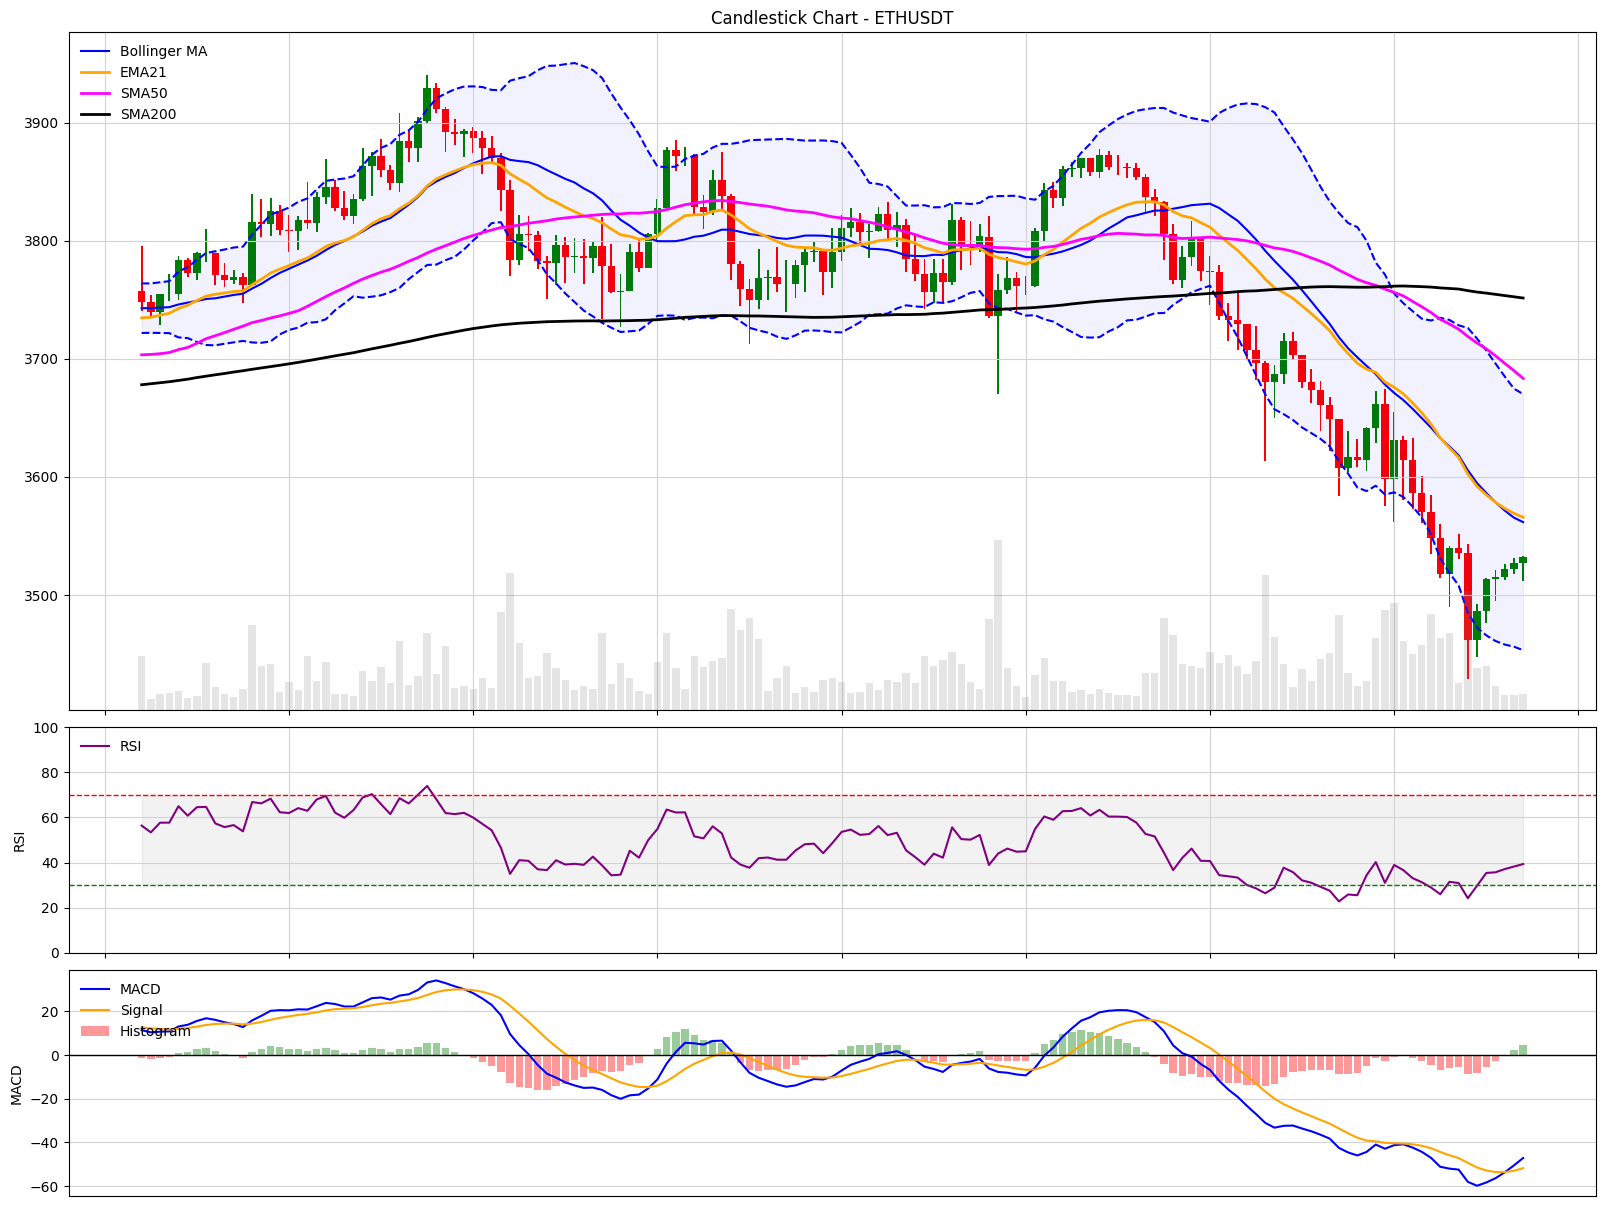 Candlestick Chart - ETHUSDT
Bollinger MA
EMA21
SMA50
SMA200
3900
3800
3700
3600
3500
100
80
60
40
20
0
RSI
RSI
20
0
−20
−40
−60
MACD
MACD
Signal
Histogram